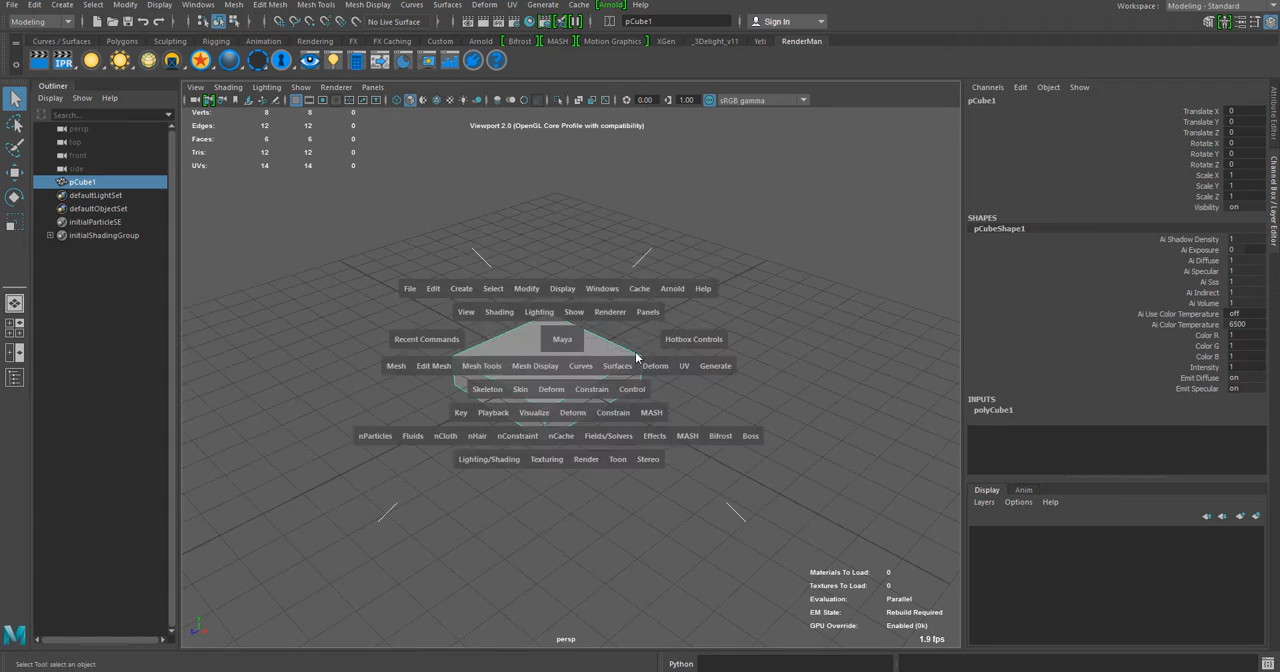 File Edit Create Select Modify Display Windows Mesh Edit Mesh Mesh Tools Mesh Display Curves Surfaces Deform UV Generate Cache Arnold Help
Workspace : Modeling - Standard
Modeling No Live Surface pCube1 Sign In
Curves / Surfaces Polygons Sculpting Rigging Animation Rendering FX FX Caching Custom Arnold Bifrost MASH Motion Graphics XGen _3Delight_v11 Yeti RenderMan
IPR
Outliner
Display Show Help
Search...
persp
top
front
side
pCube1
defaultLightSet
defaultObjectSet
initialParticleSE
initialShadingGroup
View Shading Lighting Show Renderer Panels
0.00 1.00 sRGB gamma
Verts: 8 8 0
Edges: 12 12 0
Faces: 6 6 0
Tris: 12 12 0
UVs: 14 14 0
Viewport 2.0 (OpenGL Core Profile with compatibility)
File Edit Create Select Modify Display Windows Cache Arnold Help
View Shading Lighting Show Renderer Panels
Recent Commands Maya Hotbox Controls
Mesh Edit Mesh Mesh Tools Mesh Display Curves Surfaces Deform UV Generate
Skeleton Skin Deform Constrain Control
Key Playback Visualize Deform Constrain MASH
nParticles Fluids nCloth nHair nConstraint nCache Fields/Solvers Effects MASH Bifrost Boss
Lighting/Shading Texturing Render Toon Stereo
Materials To Load: 0
Textures To Load: 0
Evaluation: Parallel
EM State: Rebuild Required
GPU Override: Enabled (0k)
1.9 fps
persp
Channels Edit Object Show
pCube1
Translate X 0
Translate Y 0
Translate Z 0
Rotate X 0
Rotate Y 0
Rotate Z 0
Scale X 1
Scale Y 1
Scale Z 1
Visibility on
SHAPES
pCubeShape1
Ai Shadow Density 1
Ai Exposure 0
Ai Diffuse 1
Ai Specular 1
Ai Sss 1
Ai Indirect 1
Ai Volume 1
Ai Use Color Temperature off
Ai Color Temperature 6500
Color R 1
Color G 1
Color B 1
Intensity 1
Emit Diffuse on
Emit Specular on
INPUTS
polyCube1
Display Anim
Layers Options Help
Attribute Editor
Channel Box / Layer Editor
Select Tool: select an object
Python